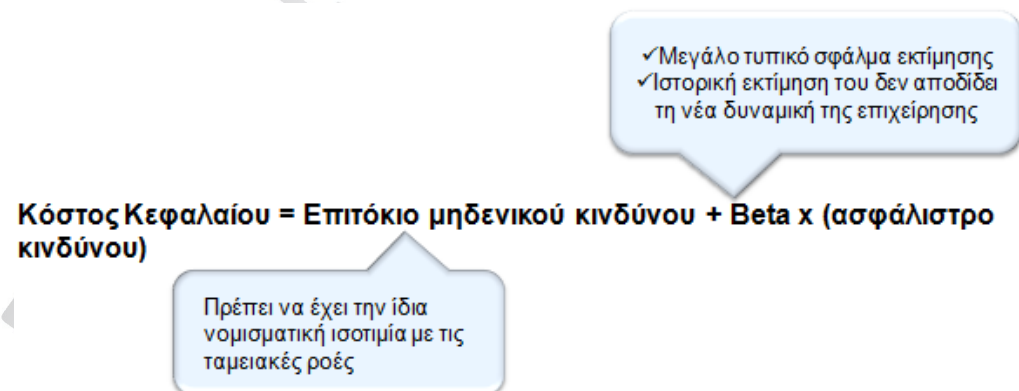 ✓Μεγάλο τυπικό σφάλμα εκτίμησης
✓Ιστορική εκτίμηση του δεν αποδίδει
τη νέα δυναμική της επιχείρησης
Κόστος Κεφαλαίου = Επιτόκιο μηδενικού κινδύνου + Beta x (ασφάλιστρο
κινδύνου)
Πρέπει να έχει την ίδια
νομισματική ισοτιμία με τις
ταμειακές ροές